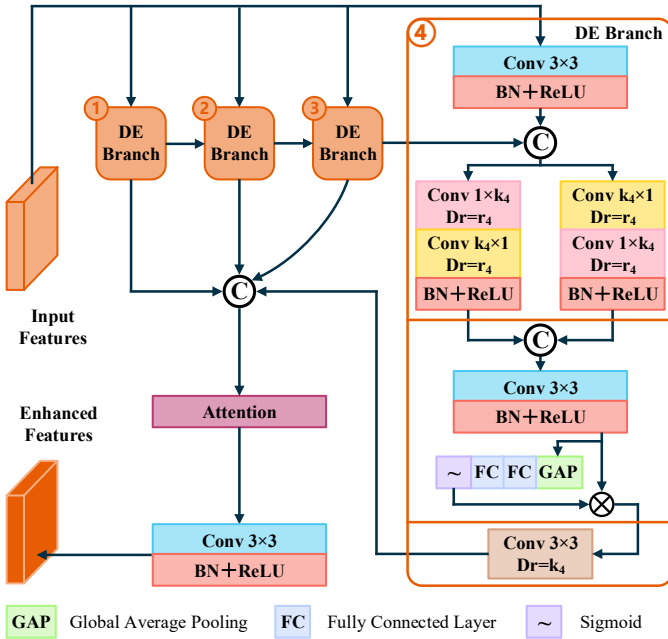 4
DE Branch
Conv 3×3
BN+ReLU
1
DE
Branch
2
DE
Branch
3
DE
Branch
C
Conv 1×k₄
Dr=r₄
Conv k₄×1
Dr=r₄
BN+ReLU
Conv k₄×1
Dr=r₄
Conv 1×k₄
Dr=r₄
BN+ReLU
C
Input
Features
C
Conv 3×3
BN+ReLU
Attention
Enhanced
Features
~ FC FC GAP
Conv 3×3
BN+ReLU
Conv 3×3
Dr=k₄
GAP Global Average Pooling FC Fully Connected Layer ~ Sigmoid